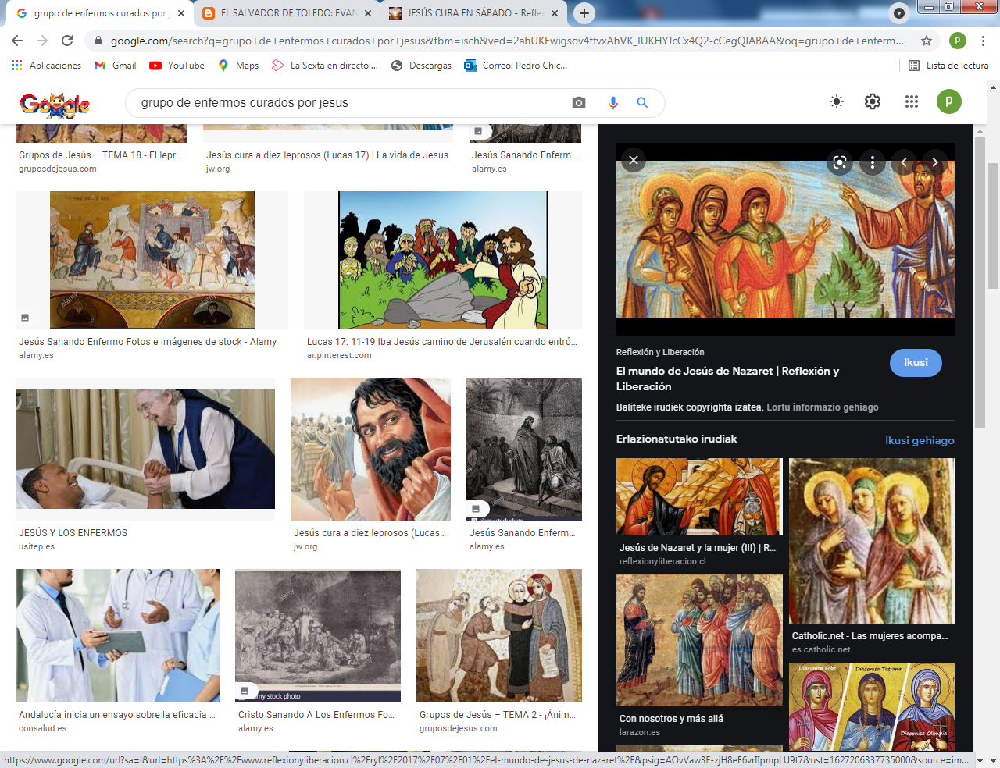 grupo de enfermos curados por j
EL SALVADOR DE TOLEDO: EVAN
JESÚS CURA EN SÁBADO - Refle
google.com/search?q=grupo+de+enfermos+curados+por+jesus&tbm=isch&ved=2ahUKEwigsov4tfvxAhVK_IUKHYJcCx4Q2-cCegQIABAA&oq=grupo+de+enferm...
p
Aplicaciones
Gmail
YouTube
Maps
La Sexta en directo:...
Descargas
Correo: Pedro Chic...
Lista de lectura
Google
grupo de enfermos curados por jesus
p
Grupos de Jesús – TEMA 18 - El lepr...
gruposdejesus.com
Jesús cura a diez leprosos (Lucas 17) | La vida de Jesús
jw.org
Jesús Sanando Enferm...
alamy.es
Jesús Sanando Enfermo Fotos e Imágenes de stock - Alamy
alamy.es
Lucas 17: 11-19 Iba Jesús camino de Jerusalén cuando entró...
ar.pinterest.com
JESÚS Y LOS ENFERMOS
usitep.es
Jesús cura a diez leprosos (Lucas...
jw.org
alamy stock photo
Jesús Sanando Enferm...
alamy.es
Andalucía inicia un ensayo sobre la eficacia ...
consalud.es
alamy
alamy stock photo
Cristo Sanando A Los Enfermos Fo...
alamy.es
Grupos de Jesús – TEMA 2 - ¡Ánim...
gruposdejesus.com
Reflexión y Liberación
El mundo de Jesús de Nazaret | Reflexión y
Liberación
Ikusi
Baliteke irudiek copyrighta izatea. Lortu informazio gehiago
Erlazionatutako irudiak
Ikusi gehiago
Jesús de Nazaret y la mujer (III) | R...
reflexionyliberacion.cl
Catholic.net - Las mujeres acompa...
es.catholic.net
Con nosotros y más allá
larazon.es
Diaconisa Febe
Diaconisa Tatiana
Diaconisa Olimpia
https://www.google.com/url?sa=i&url=https%3A%2F%2Fwww.reflexionyliberacion.cl%2Fryl%2F2017%2F07%2F01%2Fel-mundo-de-jesus-de-nazaret%2F&psig=AOvVaw3E-zjH8eE6vrIIpmpLU9t7&ust=1627206337735000&source=im...